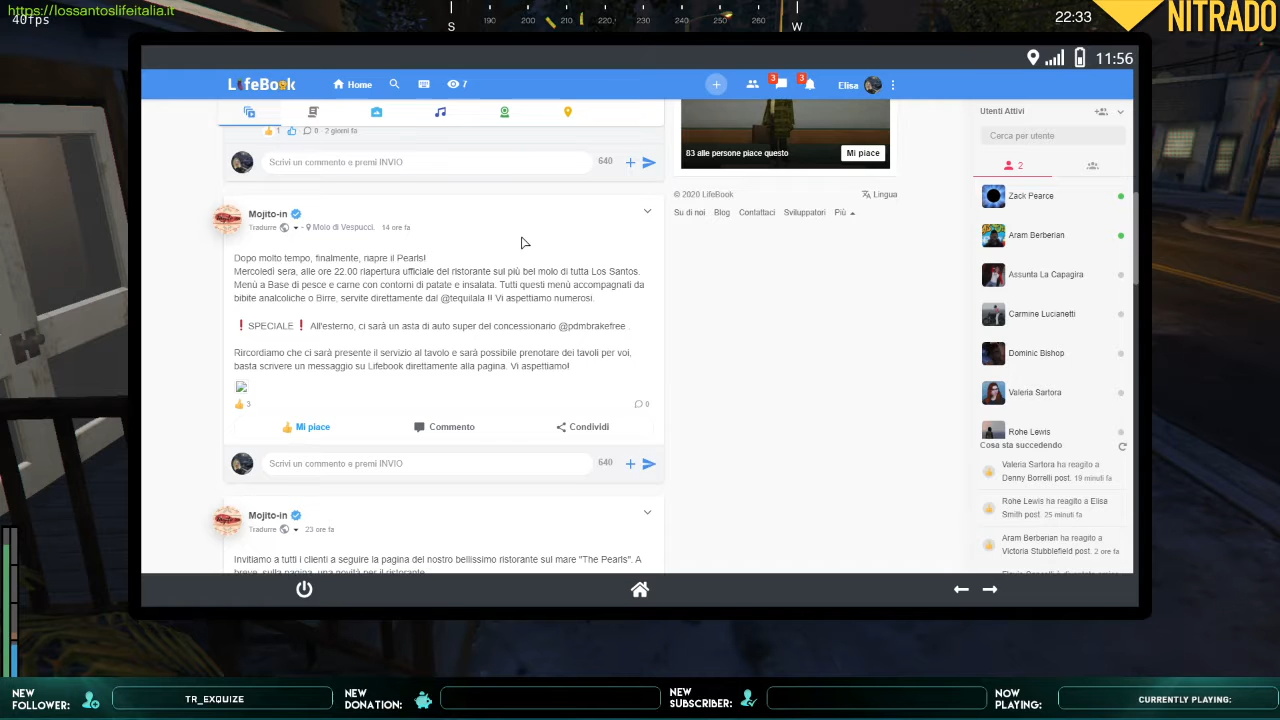 https://lossantoslifeitalia.it
40fps
S
190 200 210 220 230 240 250 260
W
22:33
NITRADO
11:56
LifeBook
Home
7
3
3
Elisa
1
0
2 giorni fa
Scrivi un commento e premi INVIO
640
Mojito-in
Tradurre
- Molo di Vespucci.
14 ore fa
Dopo molto tempo, finalmente, riapre il Pearls!
Mercoledì sera, alle ore 22.00 riapertura ufficiale del ristorante sul più bel molo di tutta Los Santos.
Menù a Base di pesce e carne con contorni di patate e insalata. Tutti questi menù accompagnati da
bibite analcoliche o Birre, servite direttamente dal @tequilala !! Vi aspettiamo numerosi.
❗ SPECIALE ❗ All'esterno, ci sarà un asta di auto super del concessionario @pdmbrakefree
Rircordiamo che ci sarà presente il servizio al tavolo e sarà possibile prenotare dei tavoli per voi,
basta scrivere un messaggio su Lifebook direttamente alla pagina. Vi aspettiamo!
3
0
Mi piace
Commento
Condividi
Scrivi un commento e premi INVIO
640
Mojito-in
Tradurre
23 ore fa
Invitiamo a tutti i clienti a seguire la pagina del nostro bellissimo ristorante sul mare "The Pearls". A
breve, sulla pagina, una novità per il ristorante
83 alle persone piace questo
Mi piace
© 2020 LifeBook
Lingua
Su di noi
Blog
Contattaci
Sviluppatori
Più
Utenti Attivi
Cerca per utente
2
Zack Pearce
Aram Berberian
Assunta La Capagira
Carmine Lucianetti
Dominic Bishop
Valeria Sartora
Rohe Lewis
Cosa sta succedendo
Valeria Sartora ha reagito a
Denny Borrelli post. 19 minuti fa
Rohe Lewis ha reagito a Elisa
Smith post. 25 minuti fa
Aram Berberian ha reagito a
Victoria Stubblefield post. 2 ore fa
NEW
FOLLOWER:
TR_EXQUIZE
NEW
DONATION:
NEW
SUBSCRIBER:
NOW
PLAYING:
CURRENTLY PLAYING: